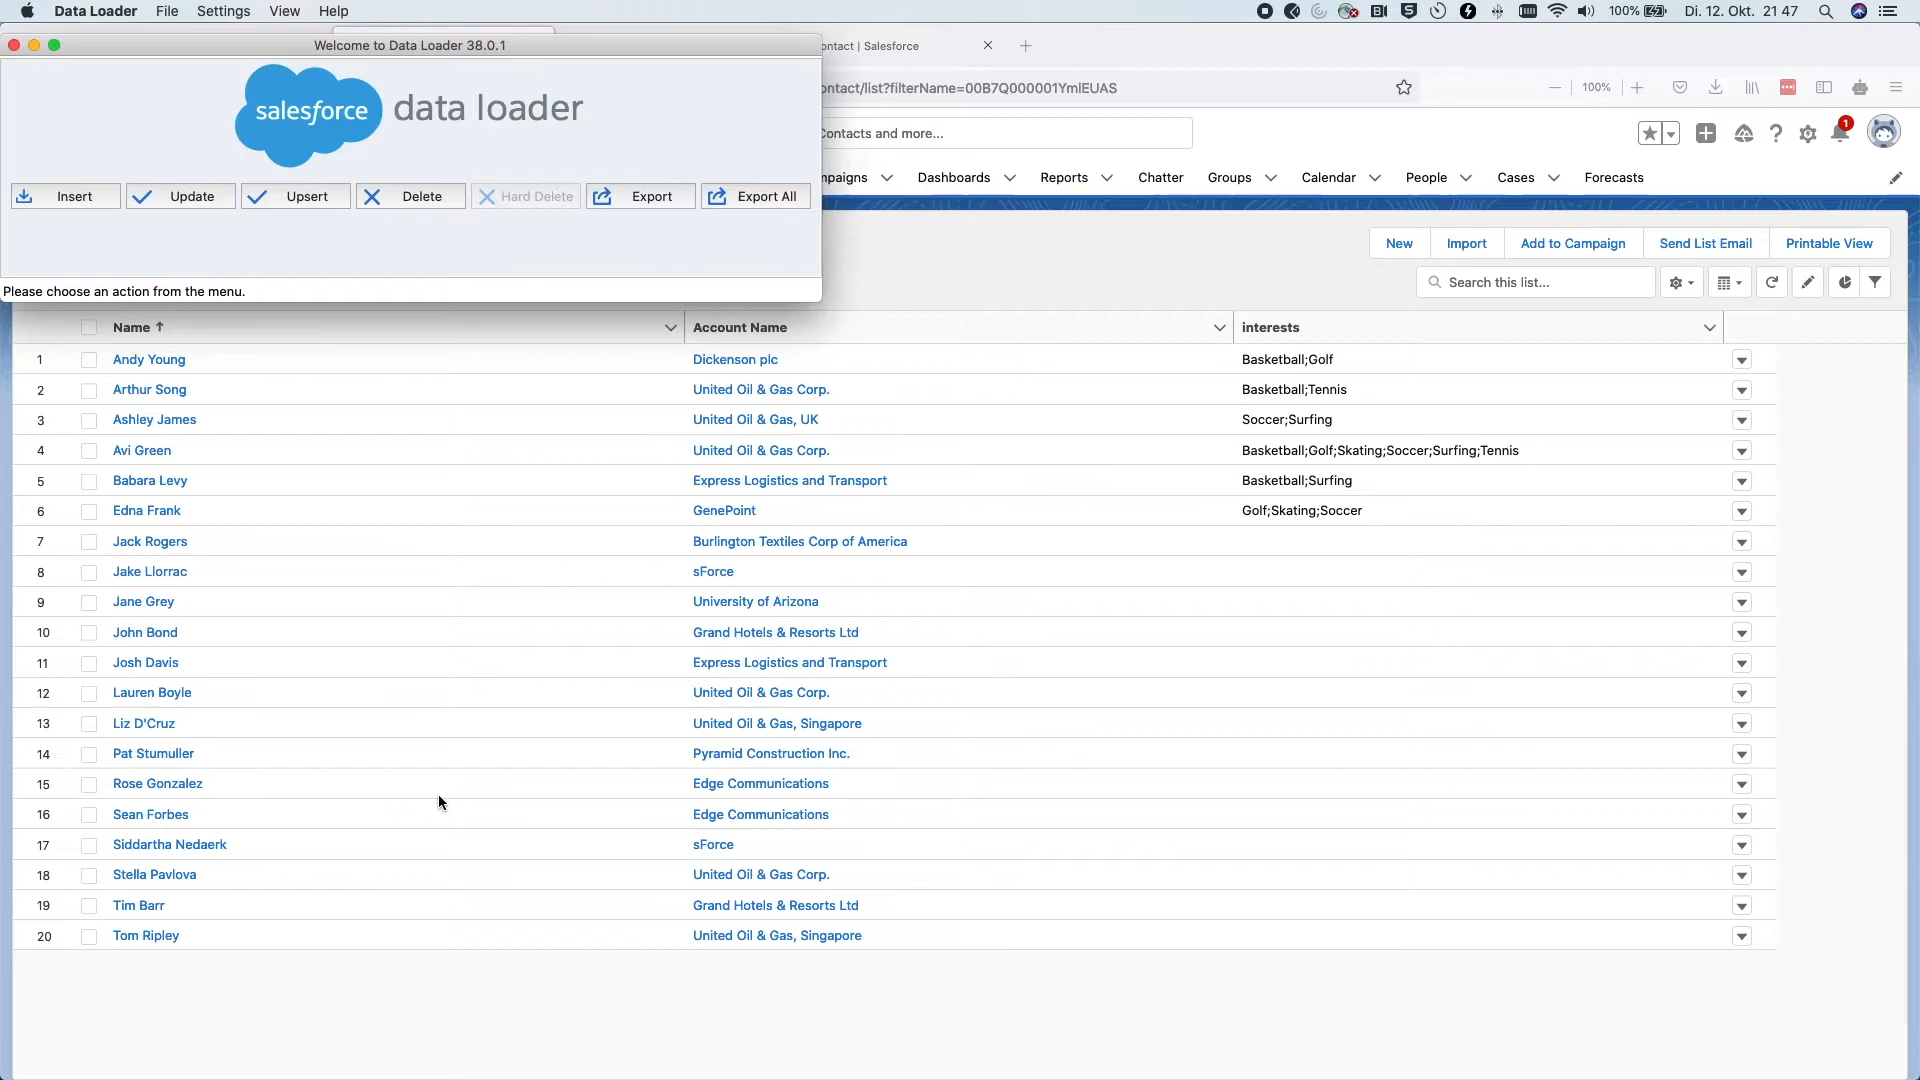 Data Loader File Settings View Help 100% Di. 12. Okt. 21 47
Welcome to Data Loader 38.0.1
ontact | Salesforce
salesforce data loader
ontact/list?filterName=00B7Q000001YmlEUAS 100%
Contacts and more...
1
mpaigns Dashboards Reports Chatter Groups Calendar People Cases Forecasts
Insert Update Upsert Delete Hard Delete Export Export All
New Import Add to Campaign Send List Email Printable View
Search this list...
Please choose an action from the menu.
Name ↑ Account Name interests
1 Andy Young Dickenson plc Basketball;Golf
2 Arthur Song United Oil & Gas Corp. Basketball;Tennis
3 Ashley James United Oil & Gas, UK Soccer;Surfing
4 Avi Green United Oil & Gas Corp. Basketball;Golf;Skating;Soccer;Surfing;Tennis
5 Babara Levy Express Logistics and Transport Basketball;Surfing
6 Edna Frank GenePoint Golf;Skating;Soccer
7 Jack Rogers Burlington Textiles Corp of America
8 Jake Llorrac sForce
9 Jane Grey University of Arizona
10 John Bond Grand Hotels & Resorts Ltd
11 Josh Davis Express Logistics and Transport
12 Lauren Boyle United Oil & Gas Corp.
13 Liz D'Cruz United Oil & Gas, Singapore
14 Pat Stumuller Pyramid Construction Inc.
15 Rose Gonzalez Edge Communications
16 Sean Forbes Edge Communications
17 Siddartha Nedaerk sForce
18 Stella Pavlova United Oil & Gas Corp.
19 Tim Barr Grand Hotels & Resorts Ltd
20 Tom Ripley United Oil & Gas, Singapore